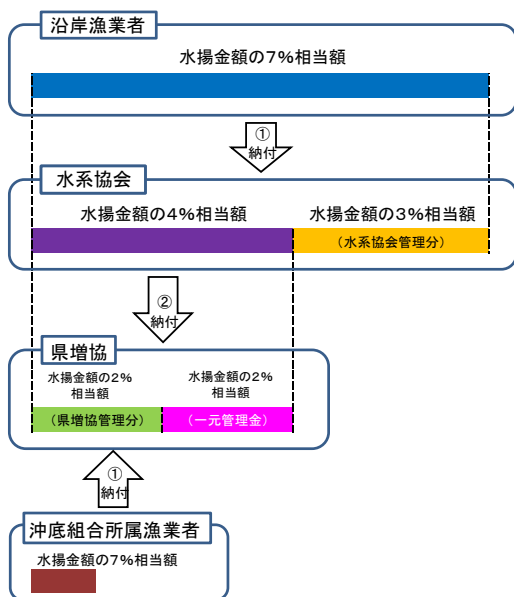 沿岸漁業者
水揚金額の7%相当額
①
納付
水系協会
水揚金額の4%相当額
水揚金額の3%相当額
(水系協会管理分)
②
納付
県増協
水揚金額の2%
相当額
水揚金額の2%
相当額
(県増協管理分)
(一元管理金)
①
納付
沖底組合所属漁業者
水揚金額の7%相当額